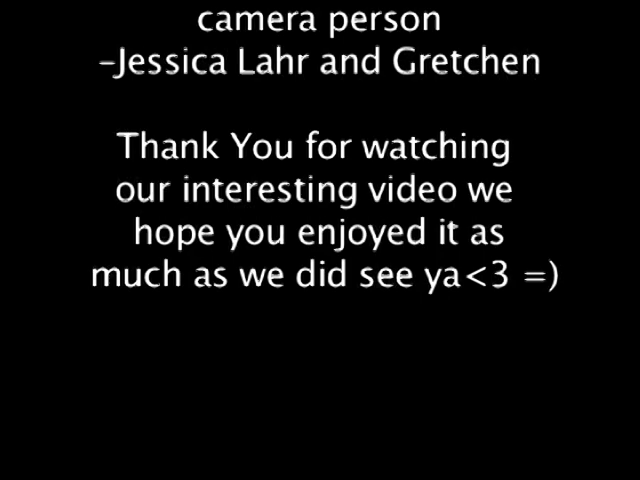 camera person
-Jessica Lahr and Gretchen
Thank You for watching
our interesting video we
hope you enjoyed it as
much as we did see ya<3 =)